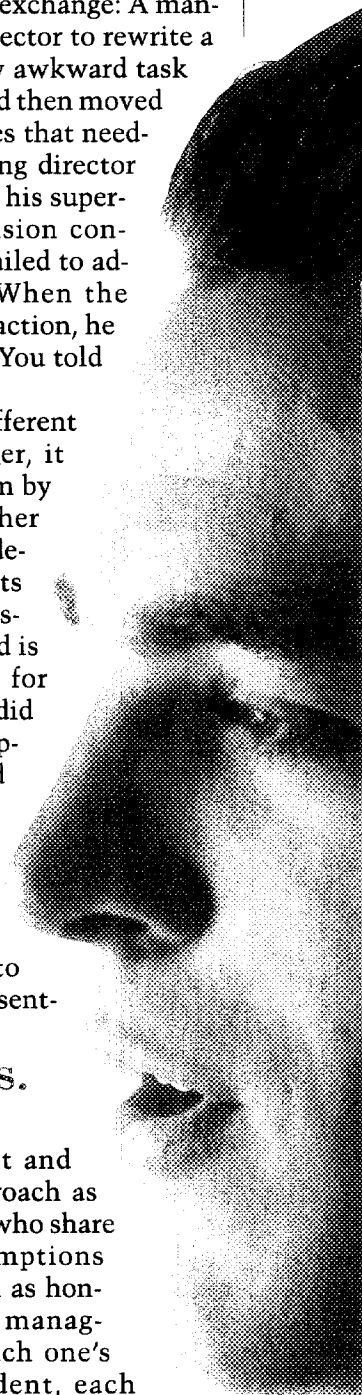 exchange: A man-
ector to rewrite a
awkward task
d then moved
es that need-
ng director
his super-
sion con-
ailed to ad-
When the
action, he
You told
fferent
er, it
n by
her
de-
ts
s-
d is
for
did
p-
d
to
sent-
s.
t and
roach as
who share
mptions
as hon-
manag-
ch one's
dent, each